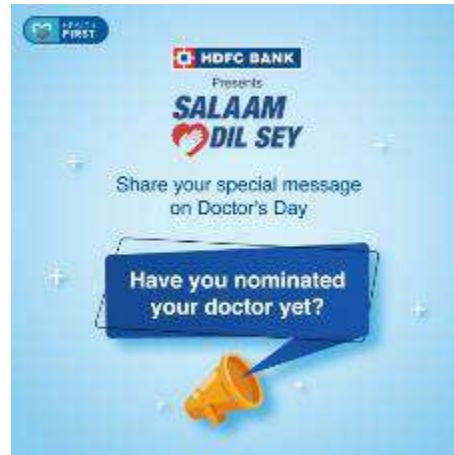 HEALTH
FIRST
HDFC BANK
Presents
SALAAM
DIL SEY
Share your special message
on Doctor's Day
Have you nominated
your doctor yet?